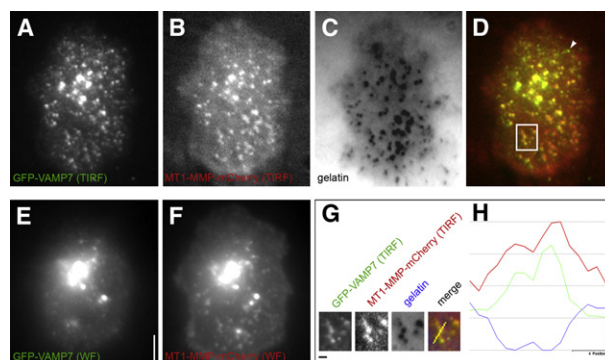 A
B
C
D
GFP-VAMP7 (TIRF)
MT1-MMP-mCherry (TIRF)
gelatin
E
F
G
H
GFP-VAMP7 (TIRF)
MT1-MMP-mCherry (TIRF)
gelatin
merge
GFP-VAMP7 (WF)
MT1-MMP-mCherry (WF)